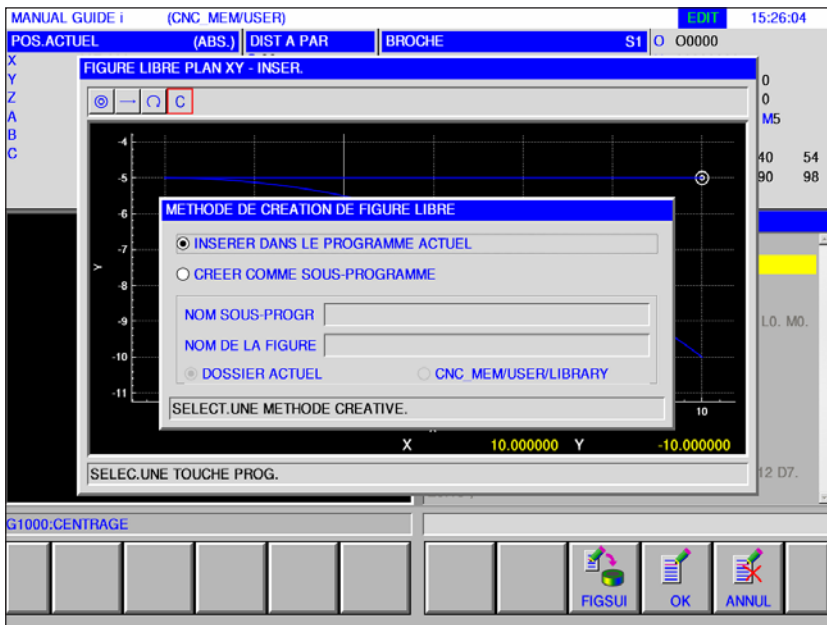 MANUAL GUIDE i (CNC_MEM/USER) EDIT 15:26:04
POS.ACTUEL (ABS.) DIST A PAR BROCHE S1 O O0000
X
Y
Z
A
B
C
0
0
M5
40 54
90 98
FIGURE LIBRE PLAN XY - INSER.
C
-4
-5
-6
-7
-8
-9
-10
-11
Y
10
METHODE DE CREATION DE FIGURE LIBRE
INSERER DANS LE PROGRAMME ACTUEL
CREER COMME SOUS-PROGRAMME
NOM SOUS-PROGR
NOM DE LA FIGURE
DOSSIER ACTUEL CNC_MEM/USER/LIBRARY
SELECT.UNE METHODE CREATIVE.
L0. M0.
X 10.000000 Y -10.000000
SELEC.UNE TOUCHE PROG.
12 D7.
G1000:CENTRAGE
FIGSUI OK ANNUL